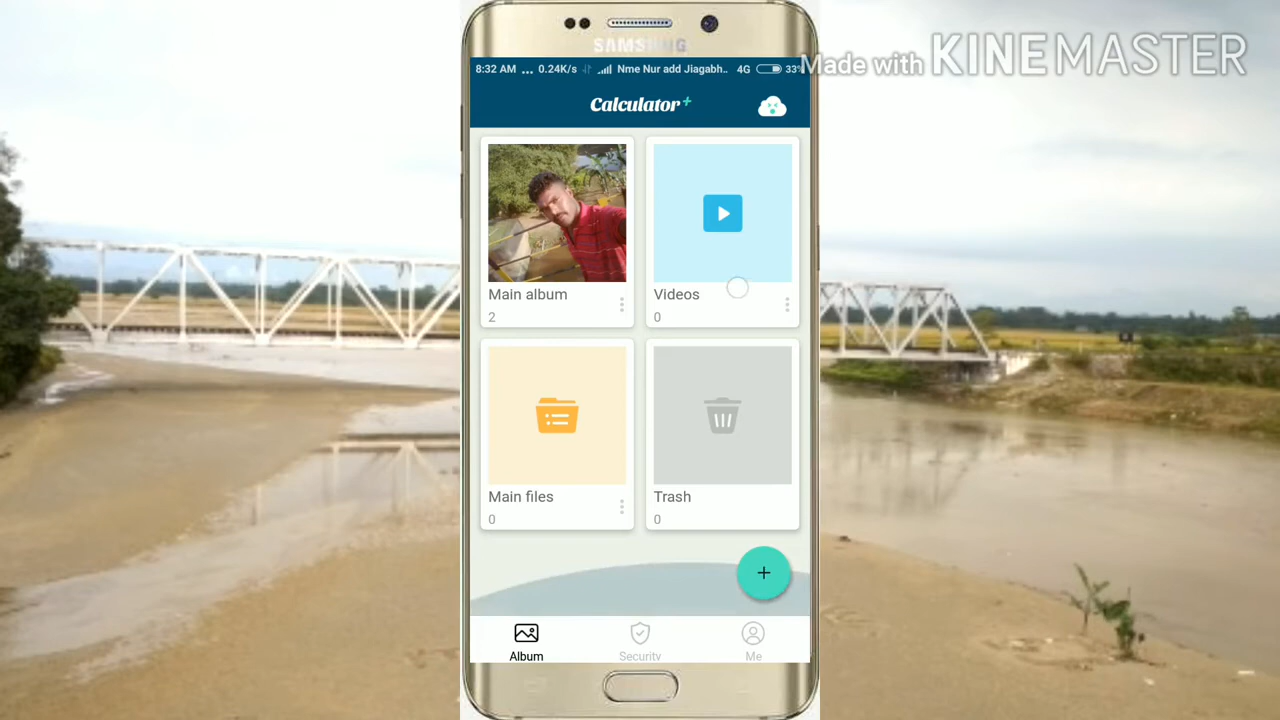 SAMSUNG
8:32 AM ... 0.24K/s Nme Nur add Jiagabh.. 4G 33%
Made with KINEMASTER
Calculator+
Main album
2
Videos
0
Main files
0
Trash
0
+
Album
Security
Me